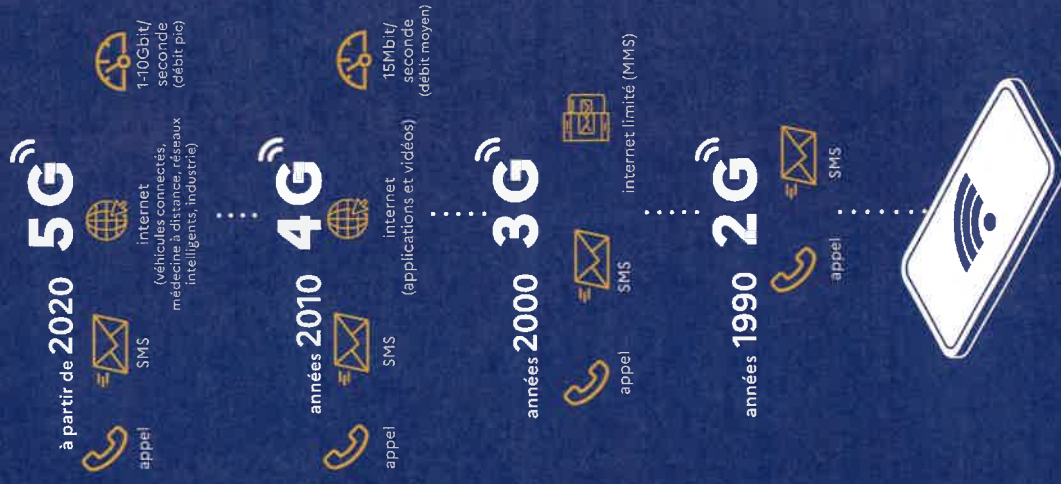 à partir de 2020 5G
appel
SMS
internet
(véhicules connectés,
médecine à distance, réseaux
intelligents, industrie)
1-10Gbit/
seconde
(débit pic)
années 2010 4G
appel
SMS
internet
(applications et vidéos)
15Mbit/
seconde
(débit moyen)
années 2000 3G
appel
SMS
internet limité (MMS)
années 1990 2G
appel
SMS